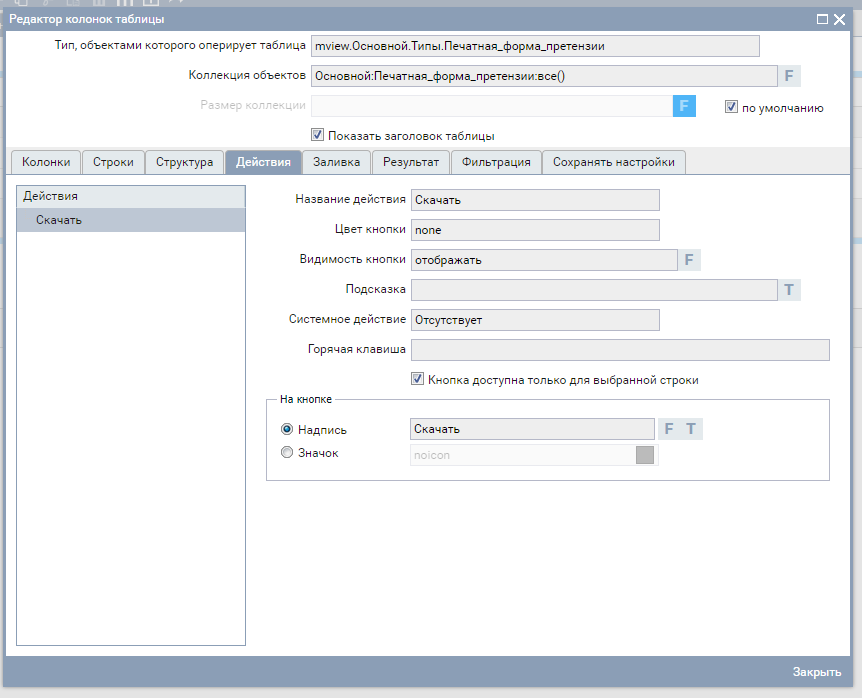 Редактор колонок таблицы
Тип, объектами которого оперирует таблица mview.Основной.Типы.Печатная_форма_претензии
Коллекция объектов Основной:Печатная_форма_претензии:все() F
Размер коллекции F по умолчанию
Показать заголовок таблицы
Колонки Строки Структура Действия Заливка Результат Фильтрация Сохранять настройки
Действия
Скачать
Название действия Скачать
Цвет кнопки none
Видимость кнопки отображать F
Подсказка T
Системное действие Отсутствует
Горячая клавиша
Кнопка доступна только для выбранной строки
На кнопке
Надпись Скачать F T
Значок noicon
Закрыть